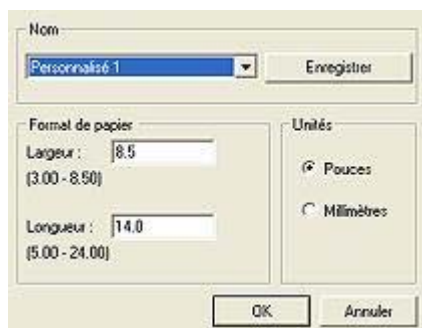 Nom
Personnalisé 1
Enregistrer
Format de papier
Unités
Largeur :
8.5
(3.00 - 8.50)
Pouces
Longueur :
14.0
Millimètres
(5.00 - 24.00)
OK
Annuler